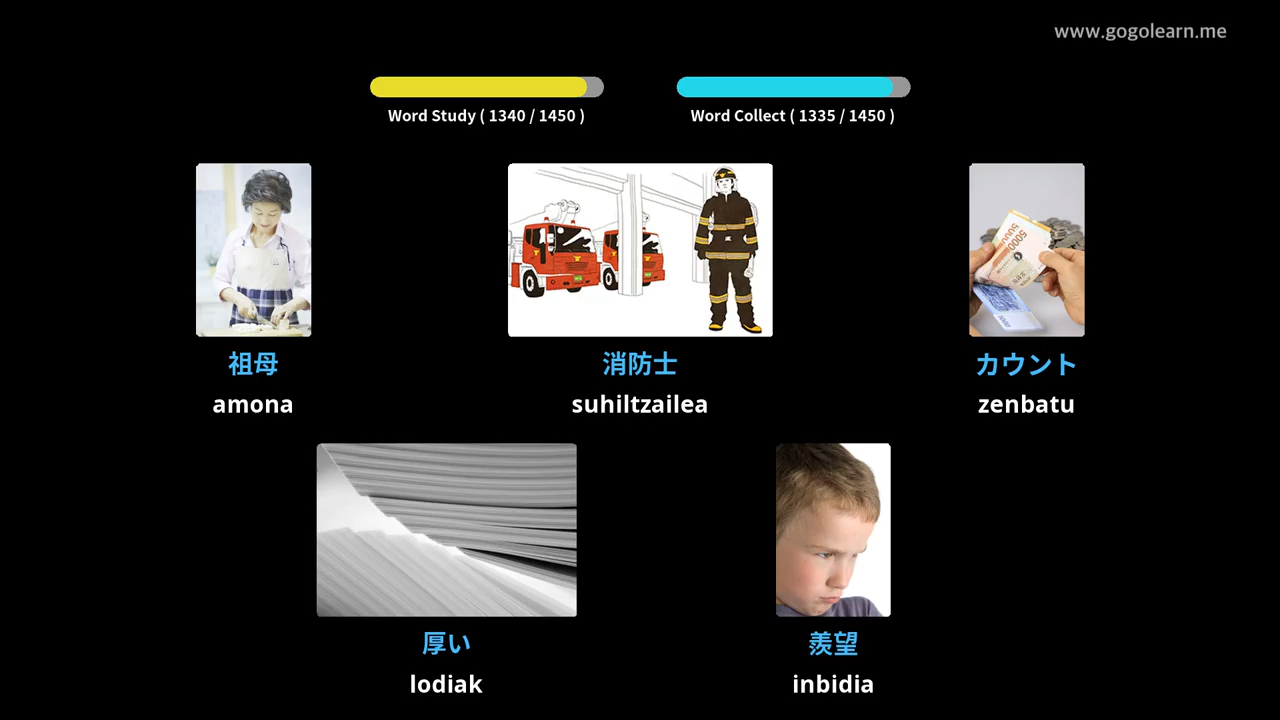 www.gogolearn.me
Word Study ( 1340 / 1450 )
Word Collect ( 1335 / 1450 )
祖母
amona
消防士
suhiltzailea
カウント
zenbatu
厚い
lodiak
羨望
inbidia
5000